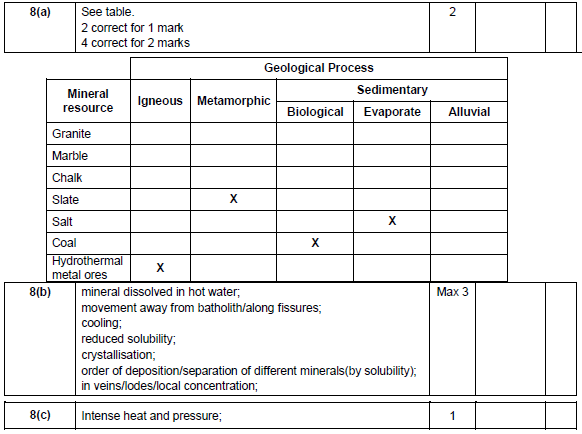 8(a) See table. 2
2 correct for 1 mark
4 correct for 2 marks
Geological Process
Mineral resource Igneous Metamorphic Sedimentary
Biological Evaporate Alluvial
Granite
Marble
Chalk
Slate X
Salt X
Coal X
Hydrothermal
metal ores X
8(b) mineral dissolved in hot water; Max 3
movement away from batholith/along fissures;
cooling;
reduced solubility;
crystallisation;
order of deposition/separation of different minerals(by solubility);
in veins/lodes/local concentration;
8(c) Intense heat and pressure; 1